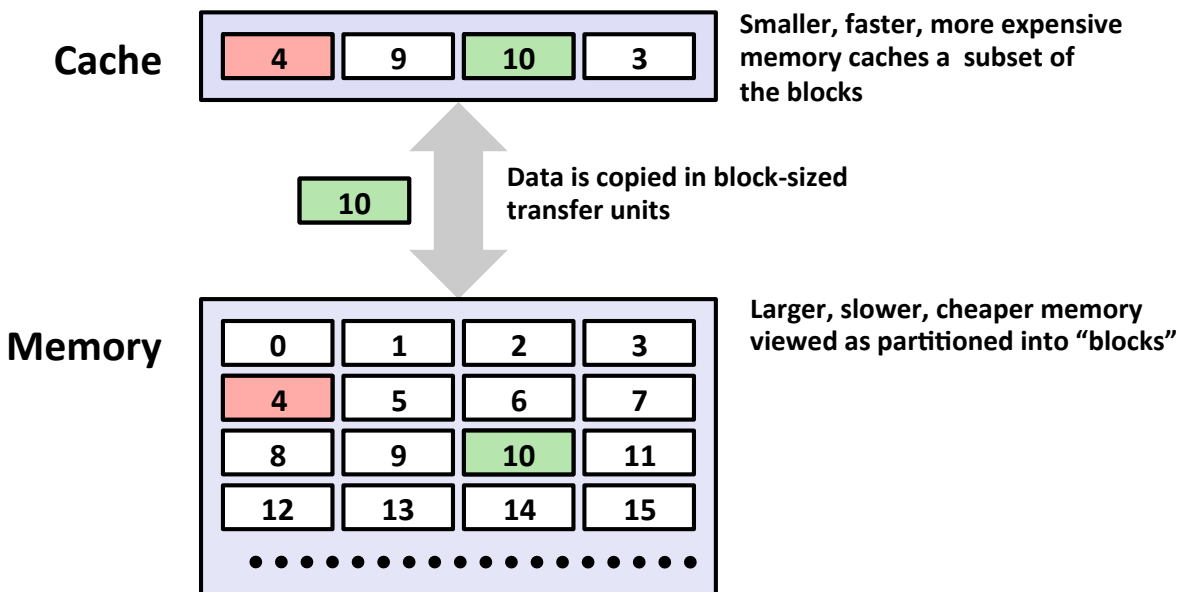 Cache
4 9 10 3
Smaller, faster, more expensive
memory caches a subset of
the blocks
10
Data is copied in block-sized
transfer units
Memory
0 1 2 3
4 5 6 7
8 9 10 11
12 13 14 15
Larger, slower, cheaper memory
viewed as partitioned into “blocks”